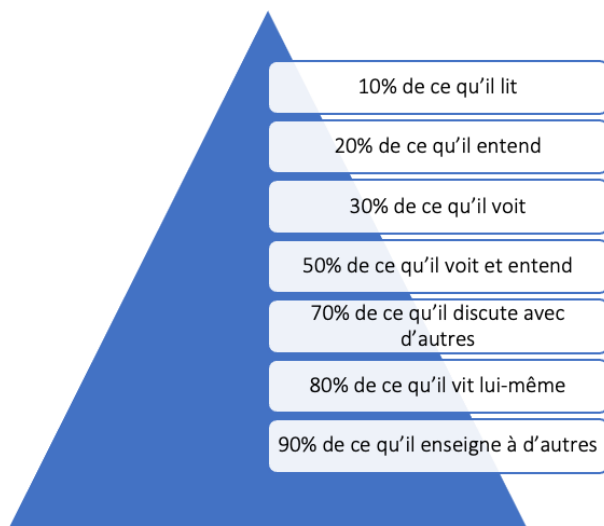 10% de ce qu’il lit
20% de ce qu’il entend
30% de ce qu’il voit
50% de ce qu’il voit et entend
70% de ce qu’il discute avec
d’autres
80% de ce qu’il vit lui-même
90% de ce qu’il enseigne à d’autres